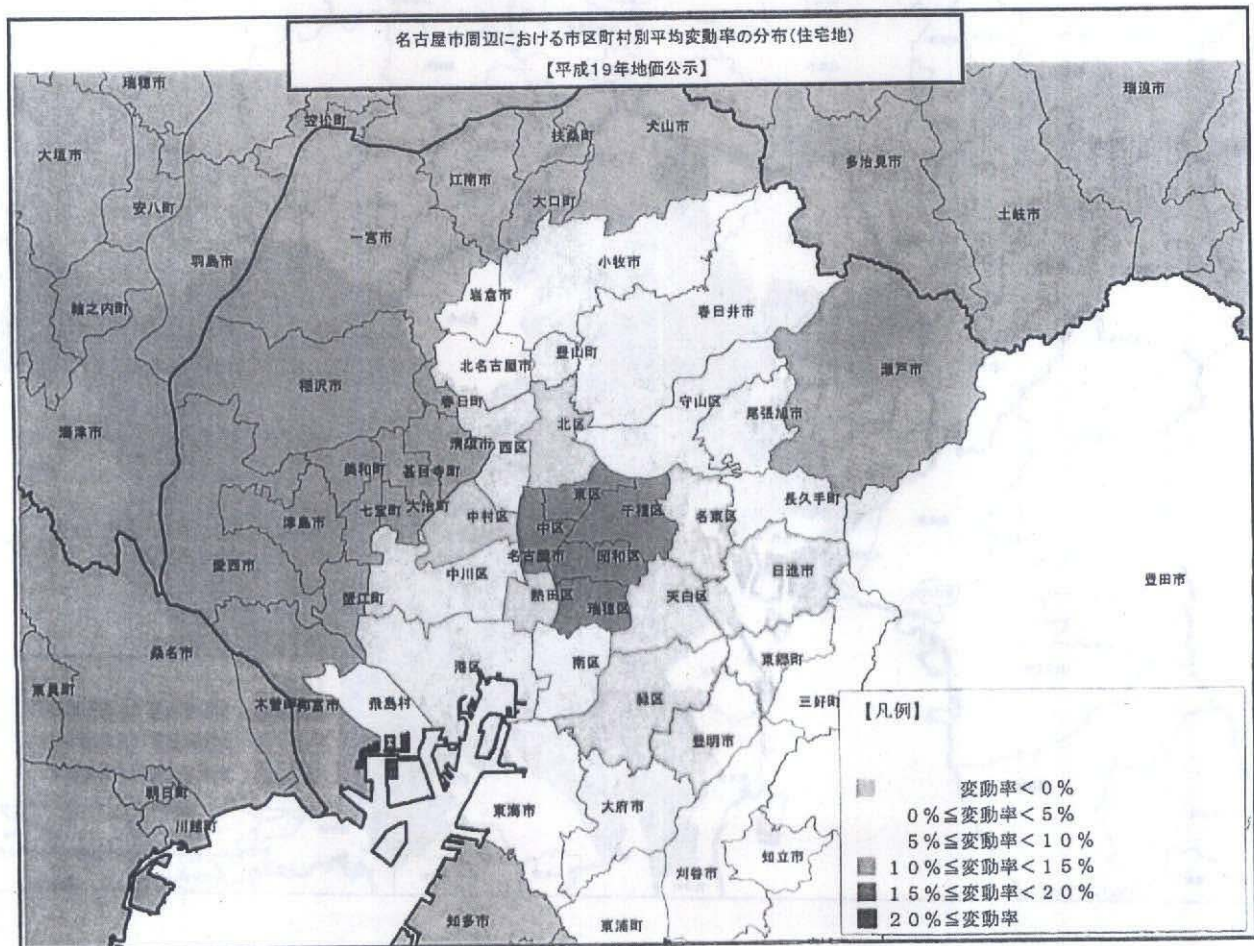 名古屋市周辺における市区町村別平均変動率の分布(住宅地)
【平成19年地価公示】
瑞穂市
笠松町
瑞浪市
大垣市
扶桑町
犬山市
多治見市
江南市
安八町
大口町
土岐市
一宮市
羽島市
小牧市
岩倉市
輪之内町
春日井市
豊山町
北名古屋市
瀬戸市
稲沢市
春日町
守山区
尾張旭市
北区
海津市
清須市
西区
美和町
甚目寺町
東区
長久手町
七宝町
大治町
中村区
千種区
名東区
津島市
中区
名古屋市
昭和区
愛西市
中川区
日進市
豊田市
蟹江町
熱田区
天白区
瑞穂区
桑名市
港区
南区
東郷町
東員町
木曽岬
弥富市
飛島村
緑区
三好町
豊明市
朝日町
東海市
大府市
川越町
知立市
刈谷市
知多市
東浦町
【凡例】
変動率<0%
0%≦変動率<5%
5%≦変動率<10%
10%≦変動率<15%
15%≦変動率<20%
20%≦変動率